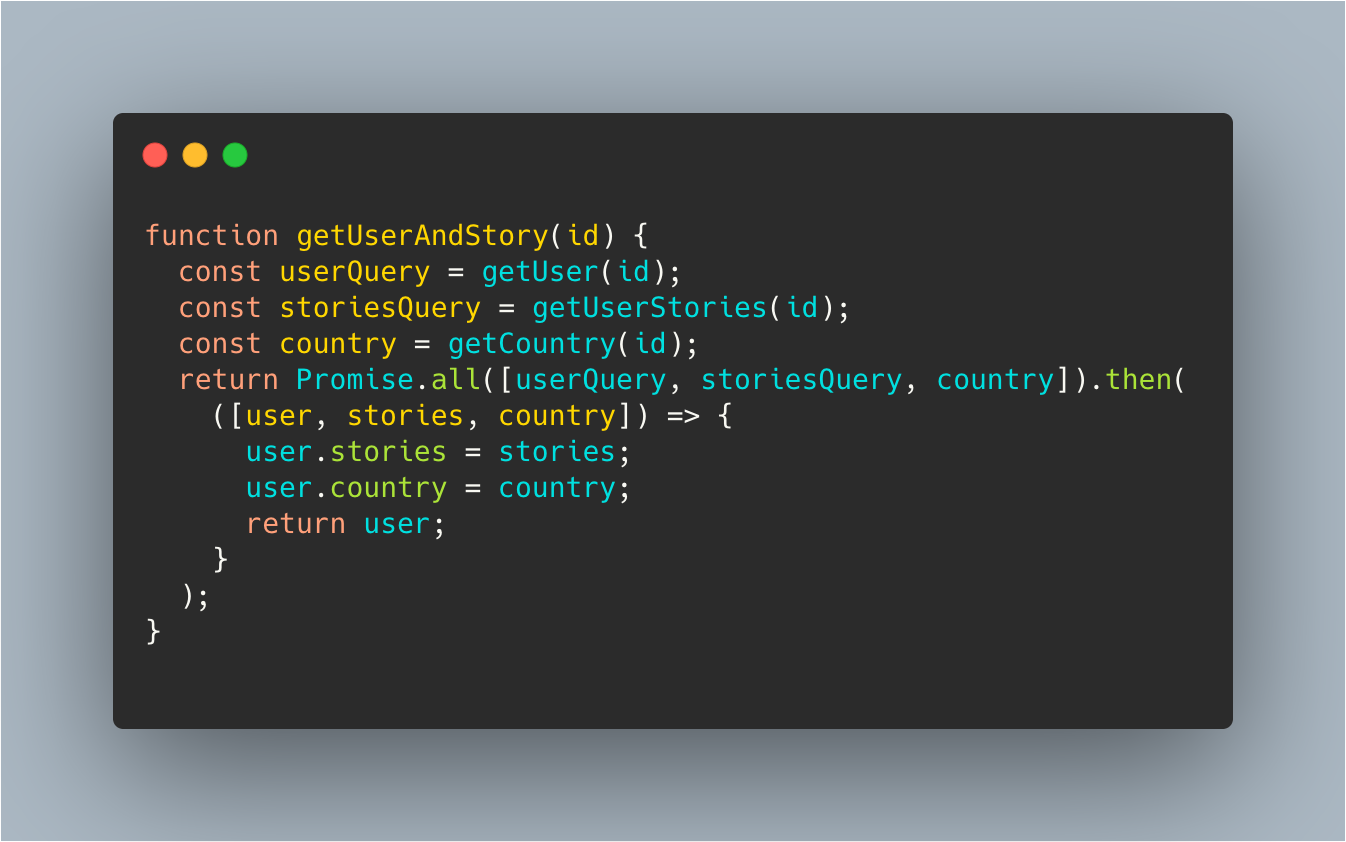 function getUserAndStory(id) {
  const userQuery = getUser(id);
  const storiesQuery = getUserStories(id);
  const country = getCountry(id);
  return Promise.all([userQuery, storiesQuery, country]).then(
    ([user, stories, country]) => {
      user.stories = stories;
      user.country = country;
      return user;
    }
  );
}